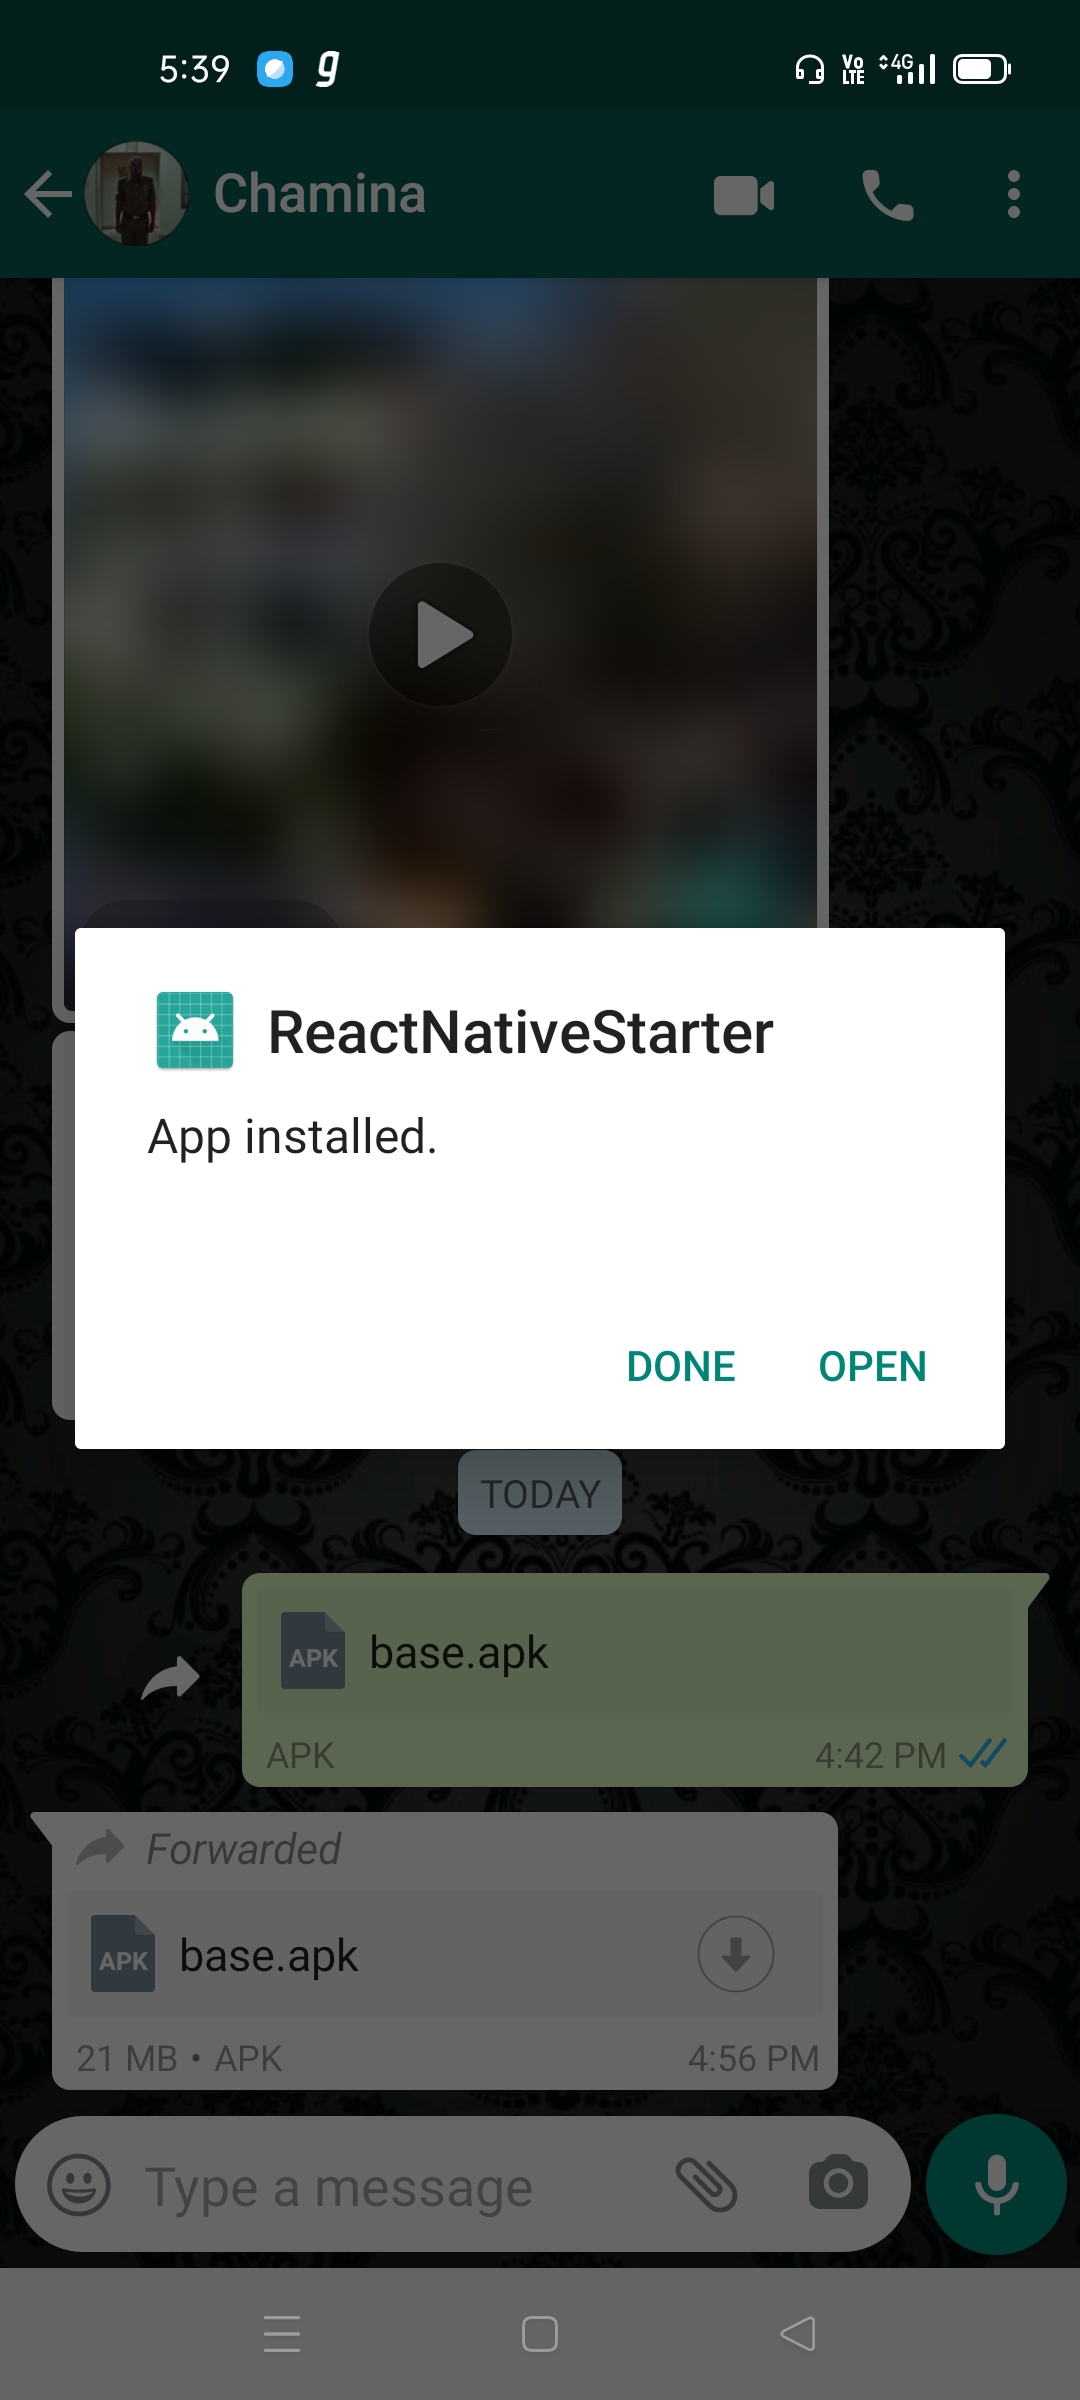 5:39
g
Vo
LTE
4G
Chamina
ReactNativeStarter
App installed.
DONE
OPEN
TODAY
APK
base.apk
APK
4:42 PM
Forwarded
APK
base.apk
21 MB • APK
4:56 PM
Type a message